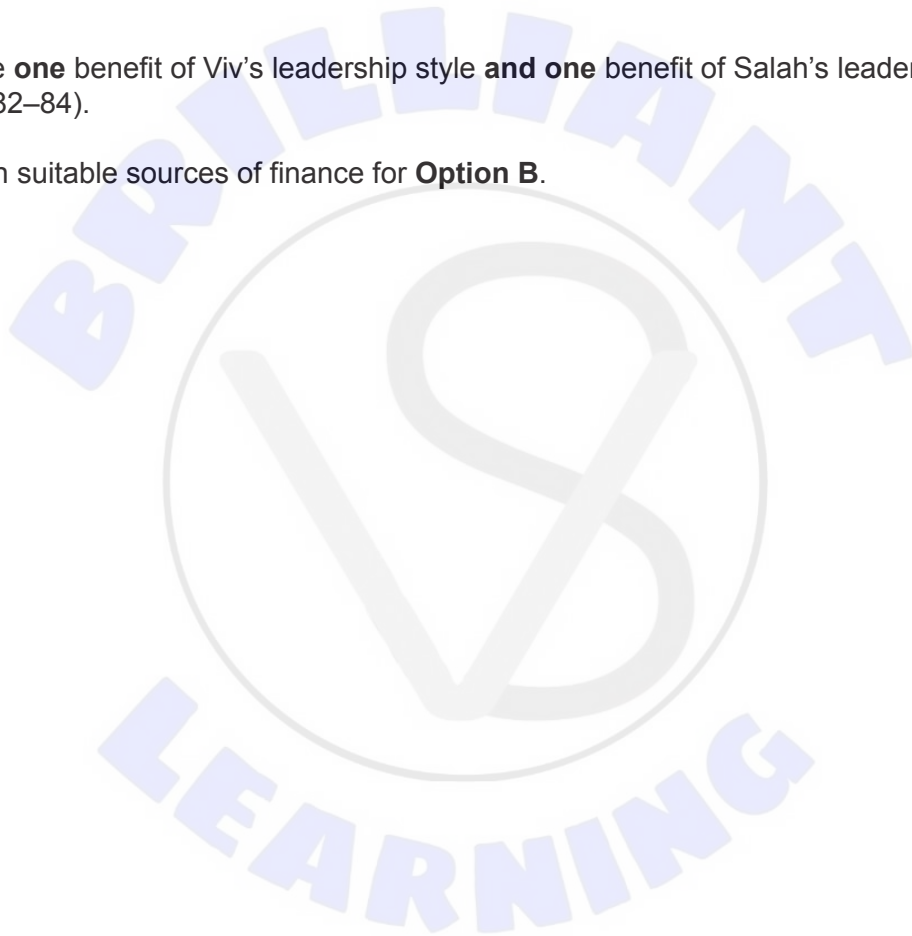 one benefit of Viv's leadership style and one benefit of Salah's
32–84).
suitable sources of finance for Option B.
BRILLIANT
VS
LEARNING